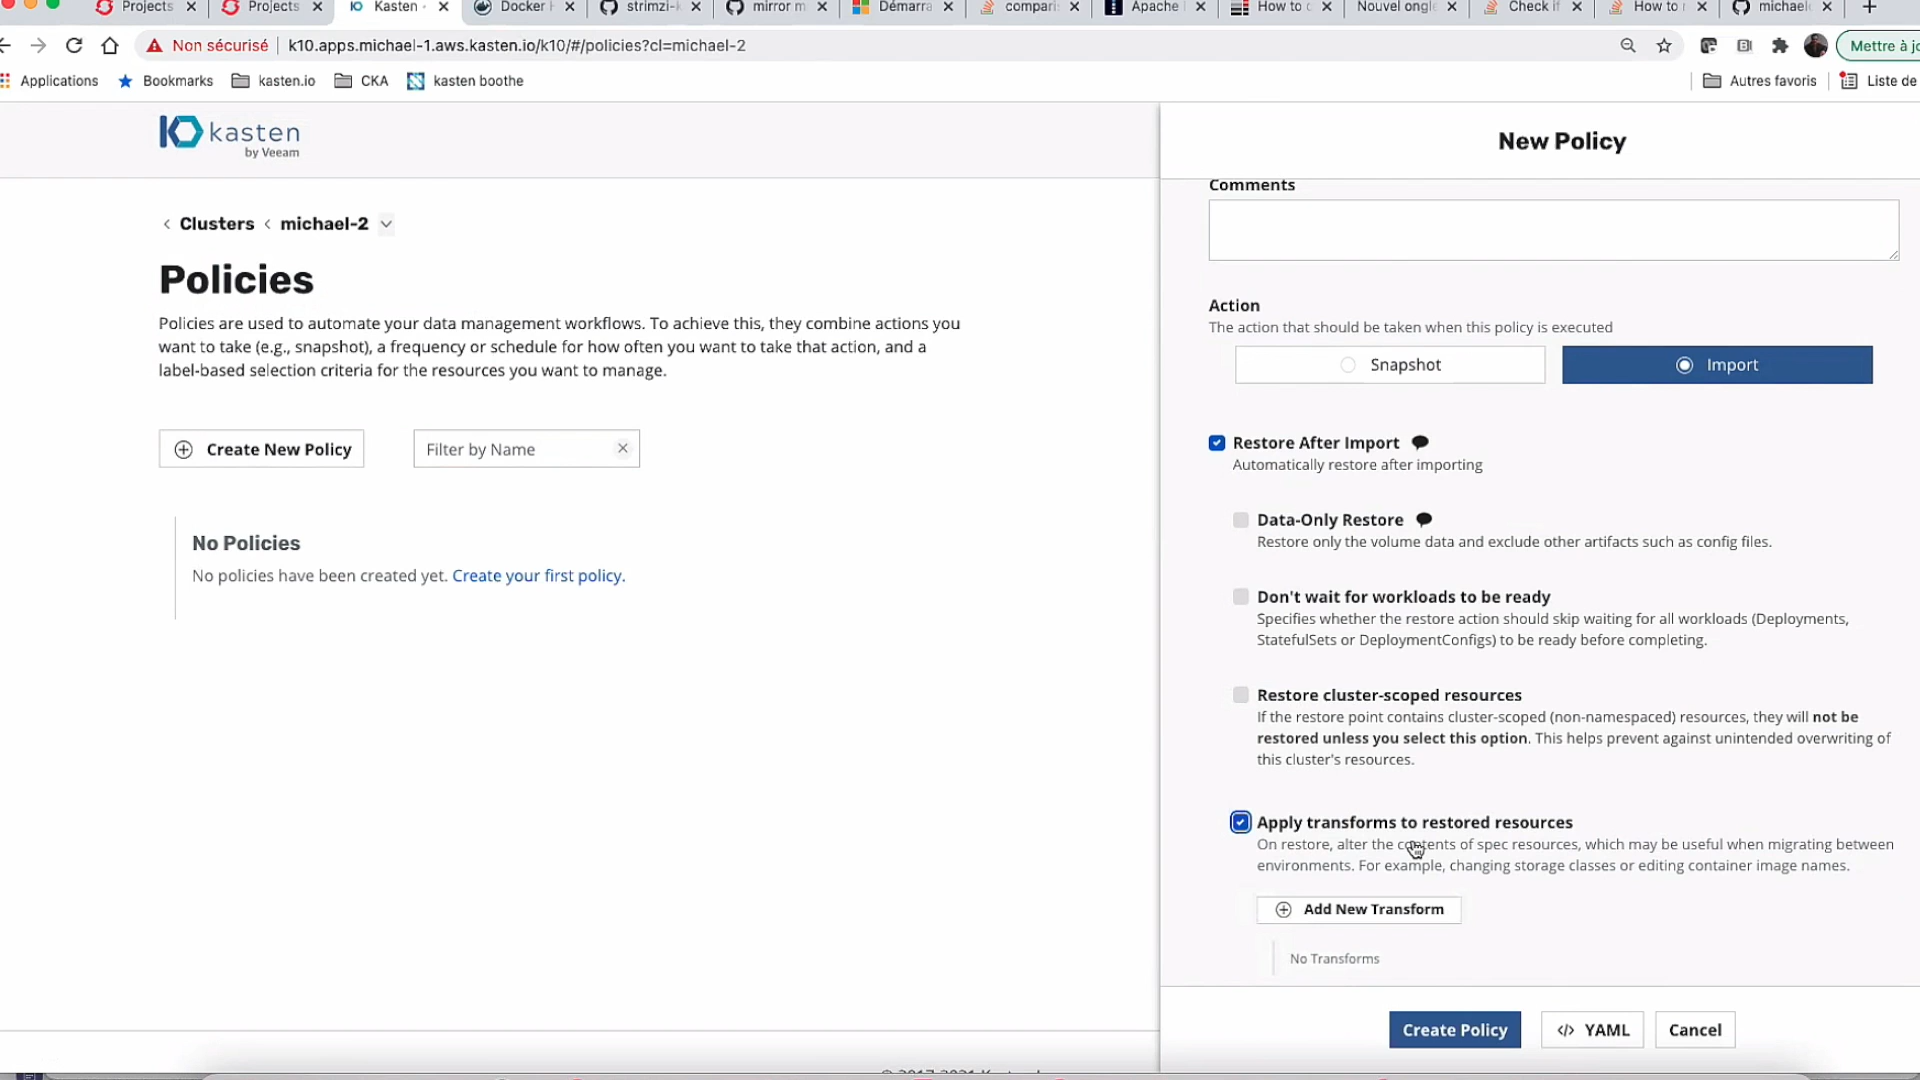 Projects
Projects
Kasten -
Docker H
strimzi-k
mirror m
Démarra
compari
Apache
How to c
Nouvel ongle
Check if
How to r
michael
Non sécurisé
k10.apps.michael-1.aws.kasten.io/k10/#/policies?cl=michael-2
Mettre à jo
Applications
Bookmarks
kasten.io
CKA
kasten boothe
Autres favoris
Liste de
kasten
by Veeam
New Policy
Comments
Clusters
michael-2
Policies
Policies are used to automate your data management workflows. To achieve this, they combine actions you
want to take (e.g., snapshot), a frequency or schedule for how often you want to take that action, and a
label-based selection criteria for the resources you want to manage.
Create New Policy
Filter by Name
No Policies
No policies have been created yet. Create your first policy.
Action
The action that should be taken when this policy is executed
Snapshot
Import
Restore After Import
Automatically restore after importing
Data-Only Restore
Restore only the volume data and exclude other artifacts such as config files.
Don't wait for workloads to be ready
Specifies whether the restore action should skip waiting for all workloads (Deployments,
StatefulSets or DeploymentConfigs) to be ready before completing.
Restore cluster-scoped resources
If the restore point contains cluster-scoped (non-namespaced) resources, they will not be
restored unless you select this option. This helps prevent against unintended overwriting of
this cluster's resources.
Apply transforms to restored resources
On restore, alter the contents of spec resources, which may be useful when migrating between
environments. For example, changing storage classes or editing container image names.
Add New Transform
No Transforms
Create Policy
</> YAML
Cancel